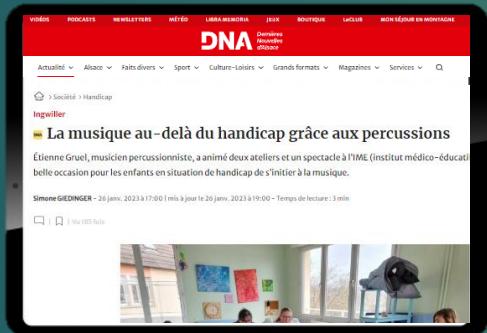 VIDÉOS PODCASTS NEWSLETTERS MÉTÉO LIBRA MEMORIA JEUX BOUTIQUE LeCLUB MON SÉJOUR EN MONTAGNE
DNA Dernières Nouvelles d'Alsace
Actualité Alsace Faits divers Sport Culture-Loisirs Grands formats Magazines Services
> Société > Handicap
Ingwiller
La musique au-delà du handicap grâce aux percussions
Étienne Gruel, musicien percussionniste, a animé deux ateliers et un spectacle à l'IME (institut médico-éducati
belle occasion pour les enfants en situation de handicap de s'initier à la musique.
Simone GIEDINGER - 26 janv. 2023 à 17:00 | mis à jour le 26 janv. 2023 à 19:00 - Temps de lecture : 3 min
| | Vu 185 fois